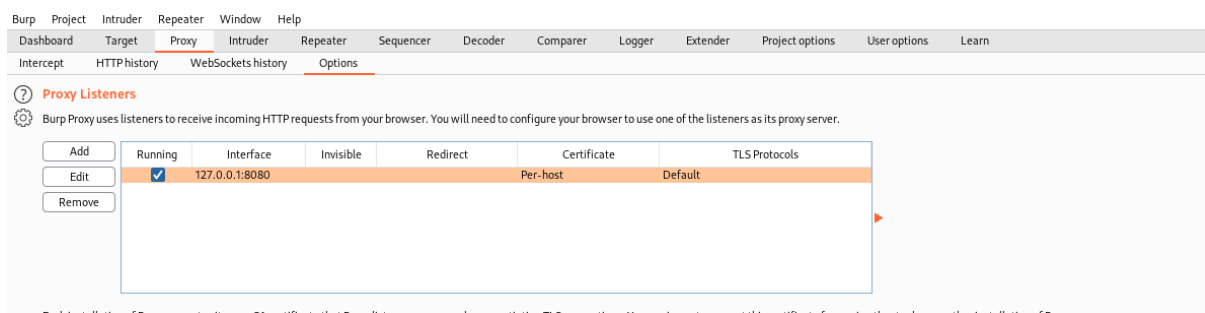 Burp Project Intruder Repeater Window Help
Dashboard Target Proxy Intruder Repeater Sequencer Decoder Comparer Logger Extender Project options User options Learn
Intercept HTTP history WebSockets history Options
? Proxy Listeners
Burp Proxy uses listeners to receive incoming HTTP requests from your browser. You will need to configure your browser to use one of the listeners as its proxy server.
Add Running Interface Invisible Redirect Certificate TLS Protocols
Edit 127.0.0.1:8080 Per-host Default
Remove